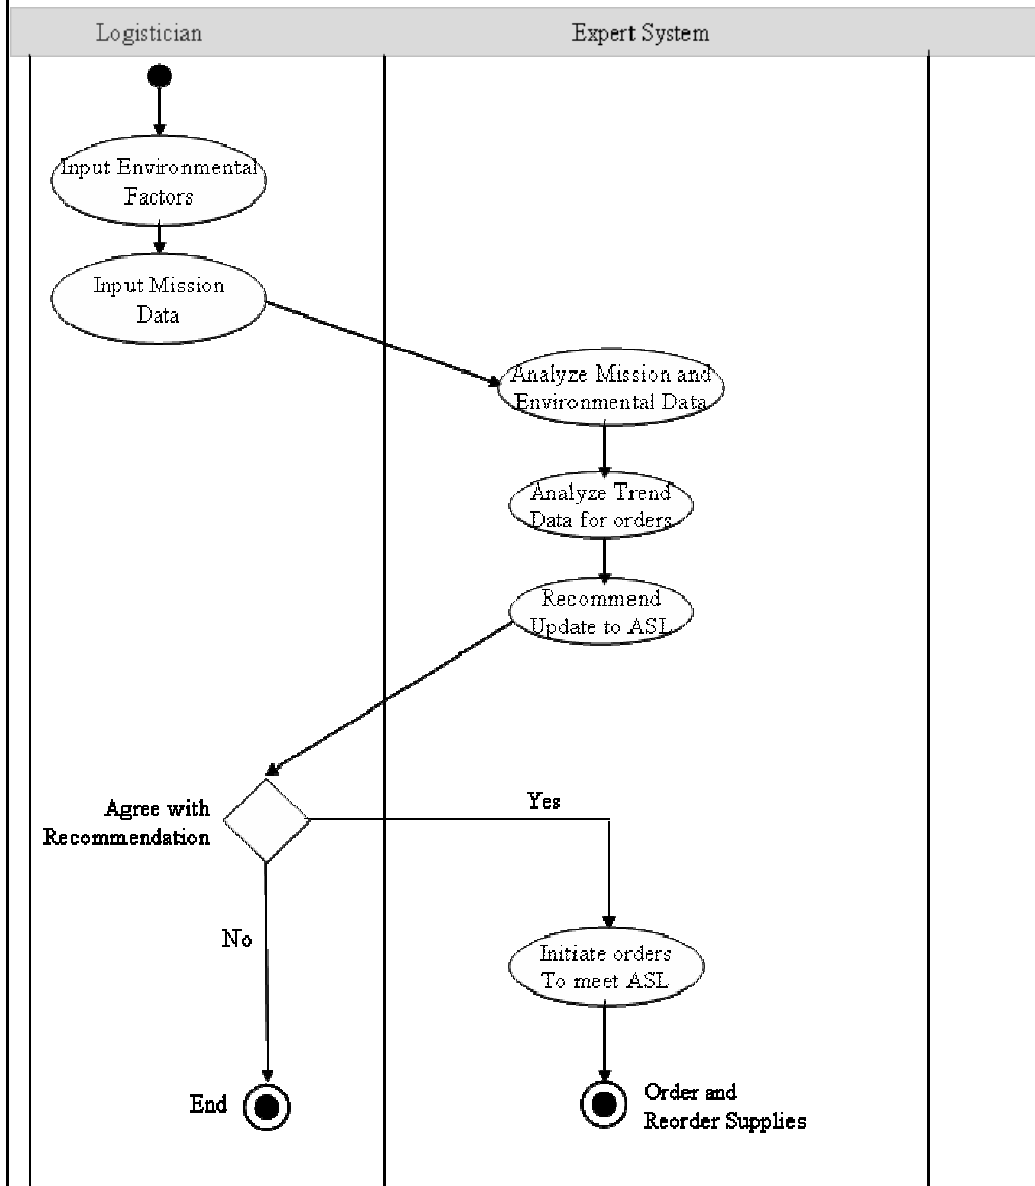 Logistician
Expert System
Input Environmental
Factors
Input Mission
Data
Analyze Mission and
Environmental Data
Analyze Trend
Data for orders
Recommend
Update to ASL
Agree with
Recommendation
Yes
No
Initiate orders
To meet ASL
End
Order and
Reorder Supplies